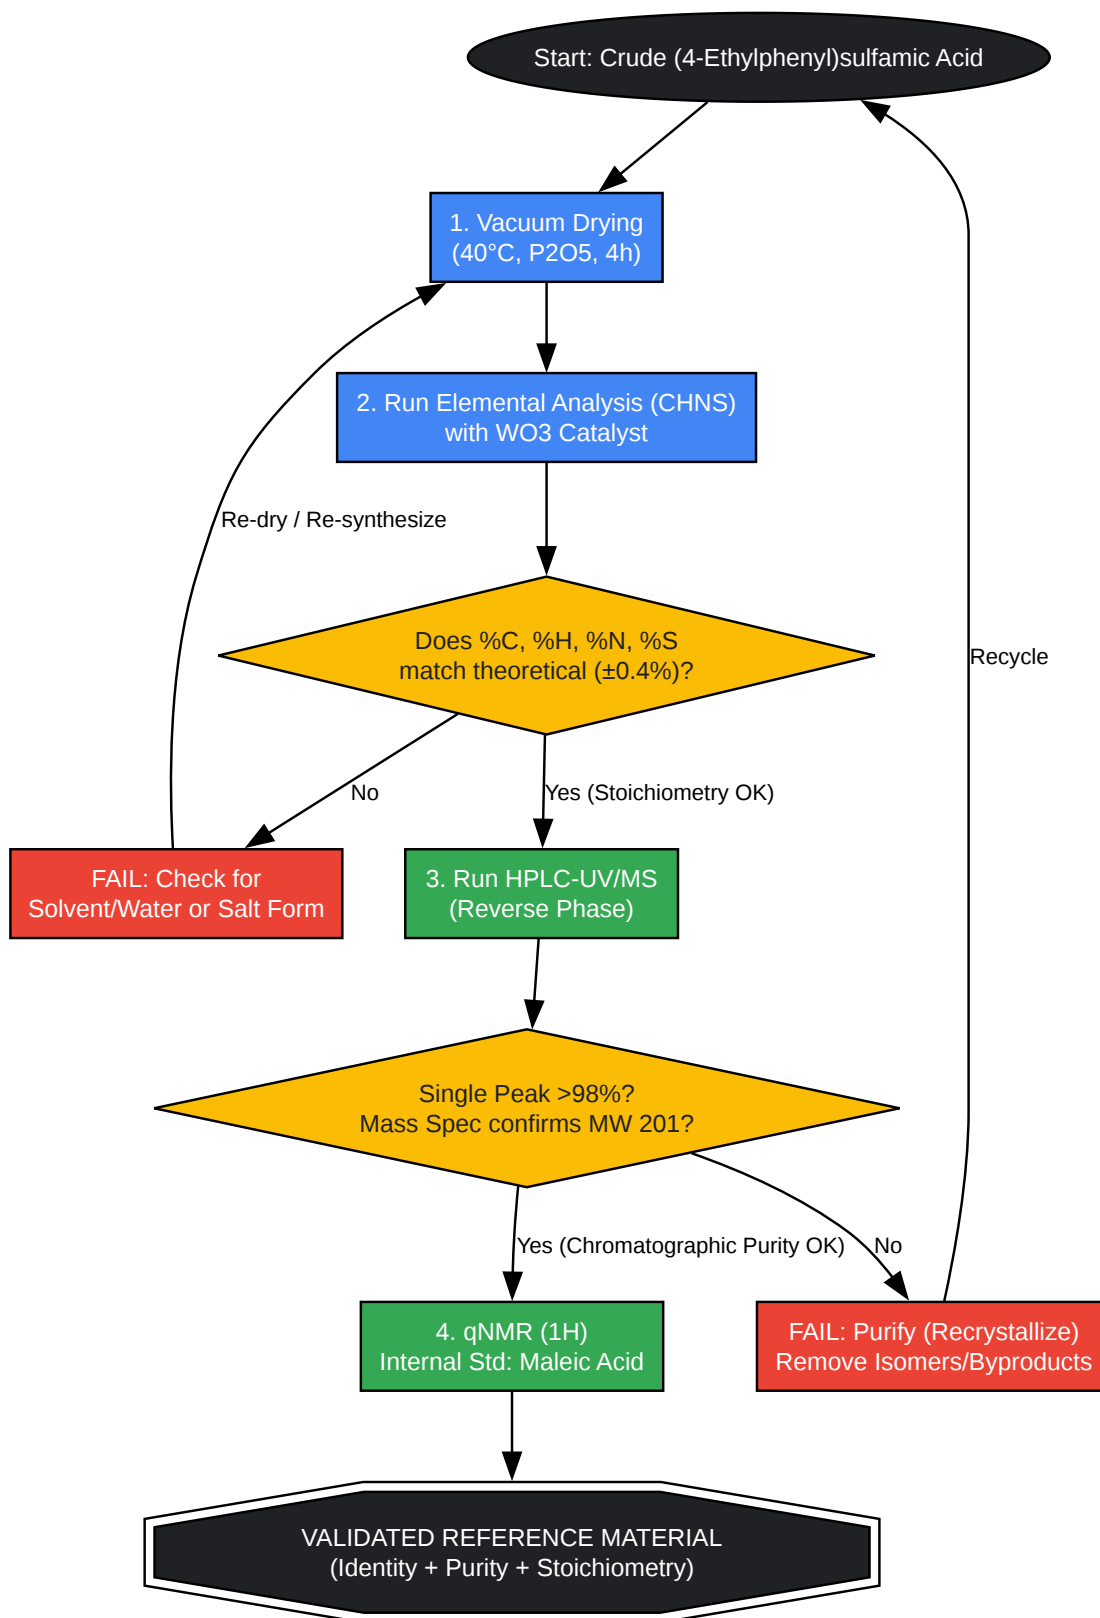 Start: Crude (4-Ethylphenyl)sulfamic Acid
1. Vacuum Drying
(40°C, P2O5, 4h)
2. Run Elemental Analysis (CHNS)
with WO3 Catalyst
Re-dry / Re-synthesize
Does %C, %H, %N, %S
match theoretical (±0.4%)?
Recycle
No
Yes (Stoichiometry OK)
FAIL: Check for
Solvent/Water or Salt Form
3. Run HPLC-UV/MS
(Reverse Phase)
Single Peak >98%?
Mass Spec confirms MW 201?
Yes (Chromatographic Purity OK)
No
4. qNMR (1H)
Internal Std: Maleic Acid
FAIL: Purify (Recrystallize)
Remove Isomers/Byproducts
VALIDATED REFERENCE MATERIAL
(Identity + Purity + Stoichiometry)